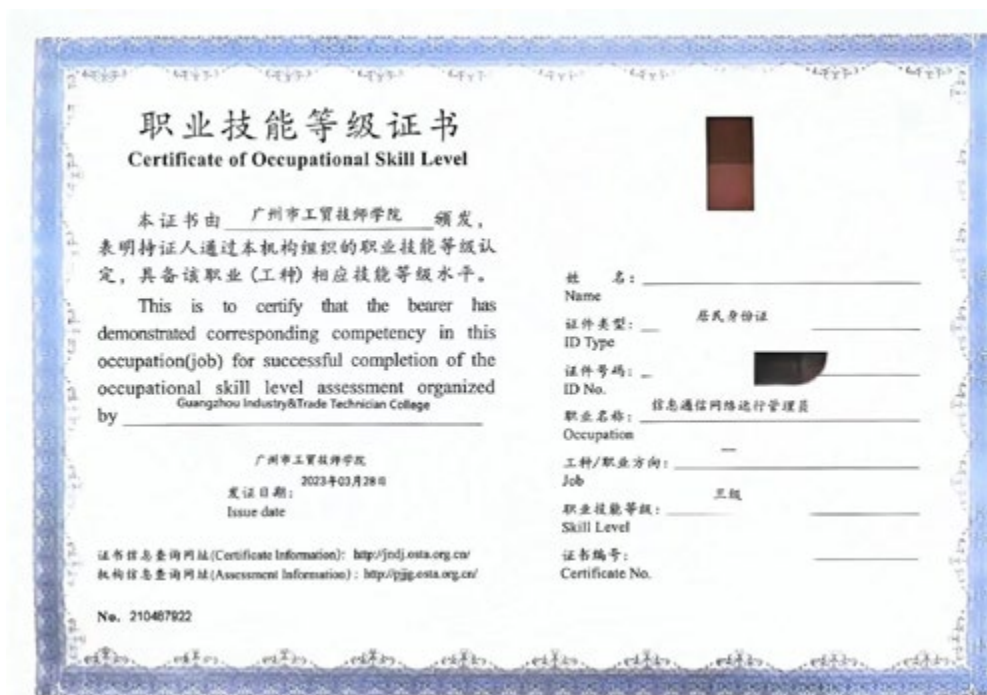 职业技能等级证书
Certificate of Occupational Skill Level
本证书由 广州市工贸技师学院 颁发，
表明持证人通过本机构组织的职业技能等级认
定，具备该职业（工种）相应技能等级水平。
This is to certify that the bearer has
demonstrated corresponding competency in this
occupation(job) for successful completion of the
occupational skill level assessment organized
by Guangzhou Industry&Trade Technician College
广州市工贸技师学院
发证日期：2023年03月28日
Issue date
证书信息查询网址(Certificate Information)：http://jndj.osta.org.cn/
机构信息查询网址(Assessment Information)：http://pjjg.osta.org.cn/
No. 210487922
姓 名：
Name
证件类型：居民身份证
ID Type
证件号码：
ID No.
职业名称：信息通信网络运行管理员
Occupation
工种/职业方向：—
Job
职业技能等级：三级
Skill Level
证书编号：
Certificate No.